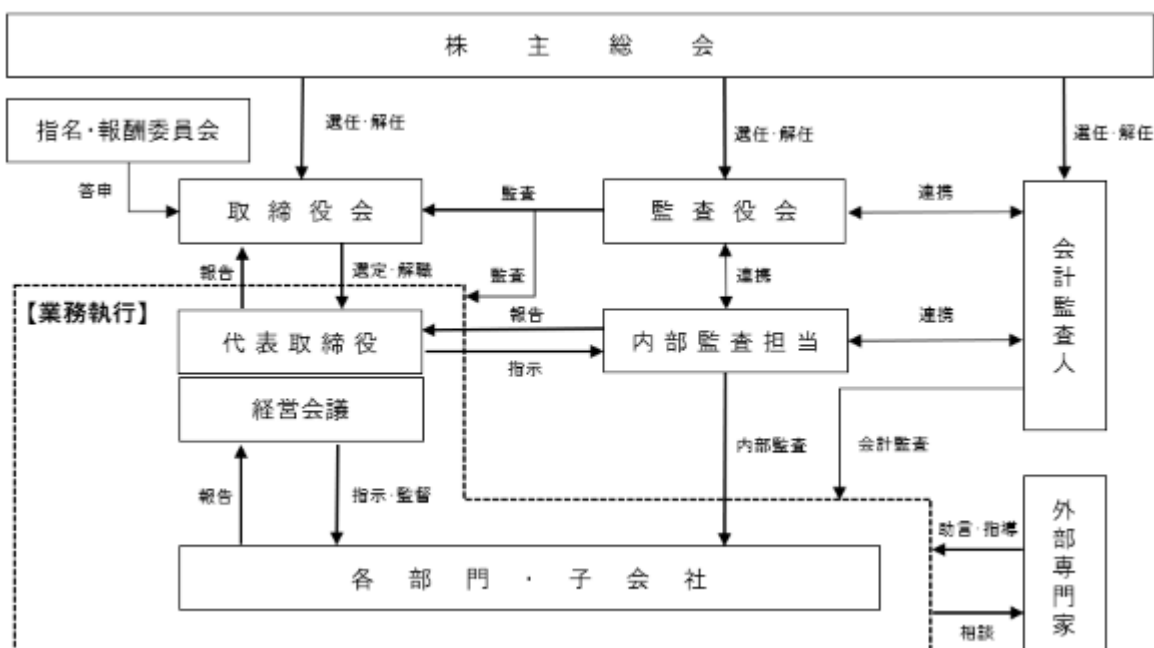 株主総会
指名・報酬委員会
選任・解任
選任・解任
選任・解任
答申
取締役会
監査
監査役会
連携
会計監査人
報告
選定・解職
監査
連携
【業務執行】
代表取締役
報告
指示
内部監査担当
連携
経営会議
報告
指示・監督
内部監査
会計監査
各部門・子会社
助言・指導
相談
外部専門家